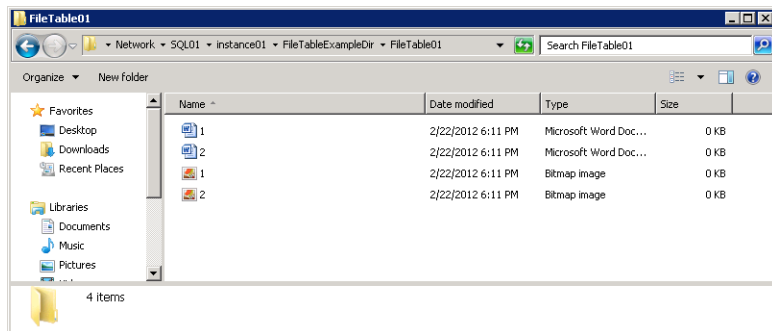 FileTable01
Network SQL01 instance01 FileTableExampleDir FileTable01 Search FileTable01
Organize New folder
Favorites
Desktop
Downloads
Recent Places
Libraries
Documents
Music
Pictures
Name Date modified Type Size
1 2/22/2012 6:11 PM Microsoft Word Doc... 0 KB
2 2/22/2012 6:11 PM Microsoft Word Doc... 0 KB
1 2/22/2012 6:11 PM Bitmap image 0 KB
2 2/22/2012 6:11 PM Bitmap image 0 KB
4 items